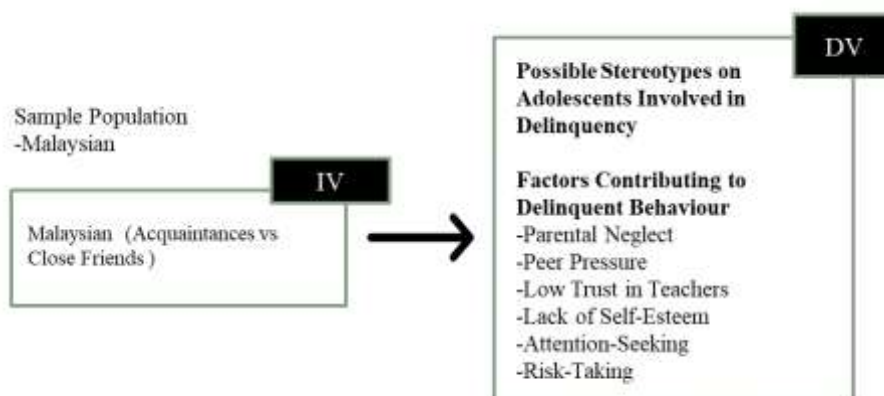 Sample Population
-Malaysian
IV
Malaysian (Acquaintances vs
Close Friends )
DV
Possible Stereotypes on
Adolescents Involved in
Delinquency
Factors Contributing to
Delinquent Behaviour
-Parental Neglect
-Peer Pressure
-Low Trust in Teachers
-Lack of Self-Esteem
-Attention-Seeking
-Risk-Taking